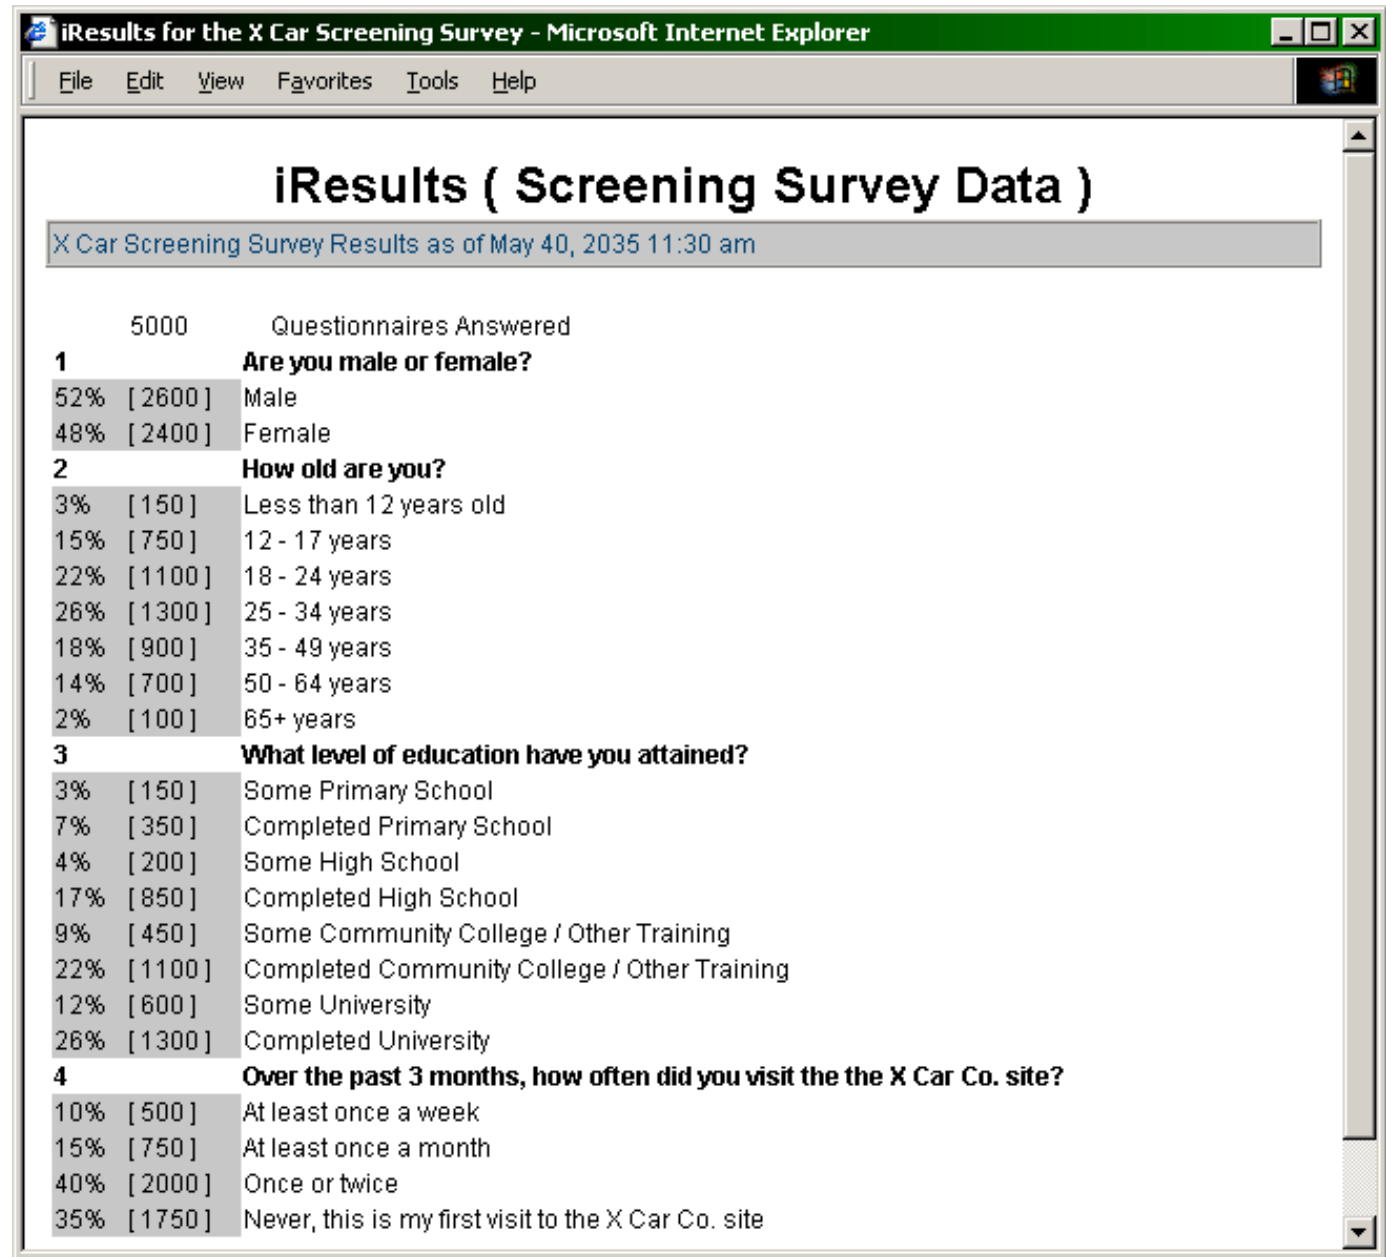 iResults for the X Car Screening Survey - Microsoft Internet Explorer
File Edit View Favorites Tools Help
iResults ( Screening Survey Data )
X Car Screening Survey Results as of May 40, 2035 11:30 am
5000 Questionnaires Answered
1 Are you male or female?
52% [ 2600 ] Male
48% [ 2400 ] Female
2 How old are you?
3% [ 150 ] Less than 12 years old
15% [ 750 ] 12 - 17 years
22% [ 1100 ] 18 - 24 years
26% [ 1300 ] 25 - 34 years
18% [ 900 ] 35 - 49 years
14% [ 700 ] 50 - 64 years
2% [ 100 ] 65+ years
3 What level of education have you attained?
3% [ 150 ] Some Primary School
7% [ 350 ] Completed Primary School
4% [ 200 ] Some High School
17% [ 850 ] Completed High School
9% [ 450 ] Some Community College / Other Training
22% [ 1100 ] Completed Community College / Other Training
12% [ 600 ] Some University
26% [ 1300 ] Completed University
4 Over the past 3 months, how often did you visit the the X Car Co. site?
10% [ 500 ] At least once a week
15% [ 750 ] At least once a month
40% [ 2000 ] Once or twice
35% [ 1750 ] Never, this is my first visit to the X Car Co. site